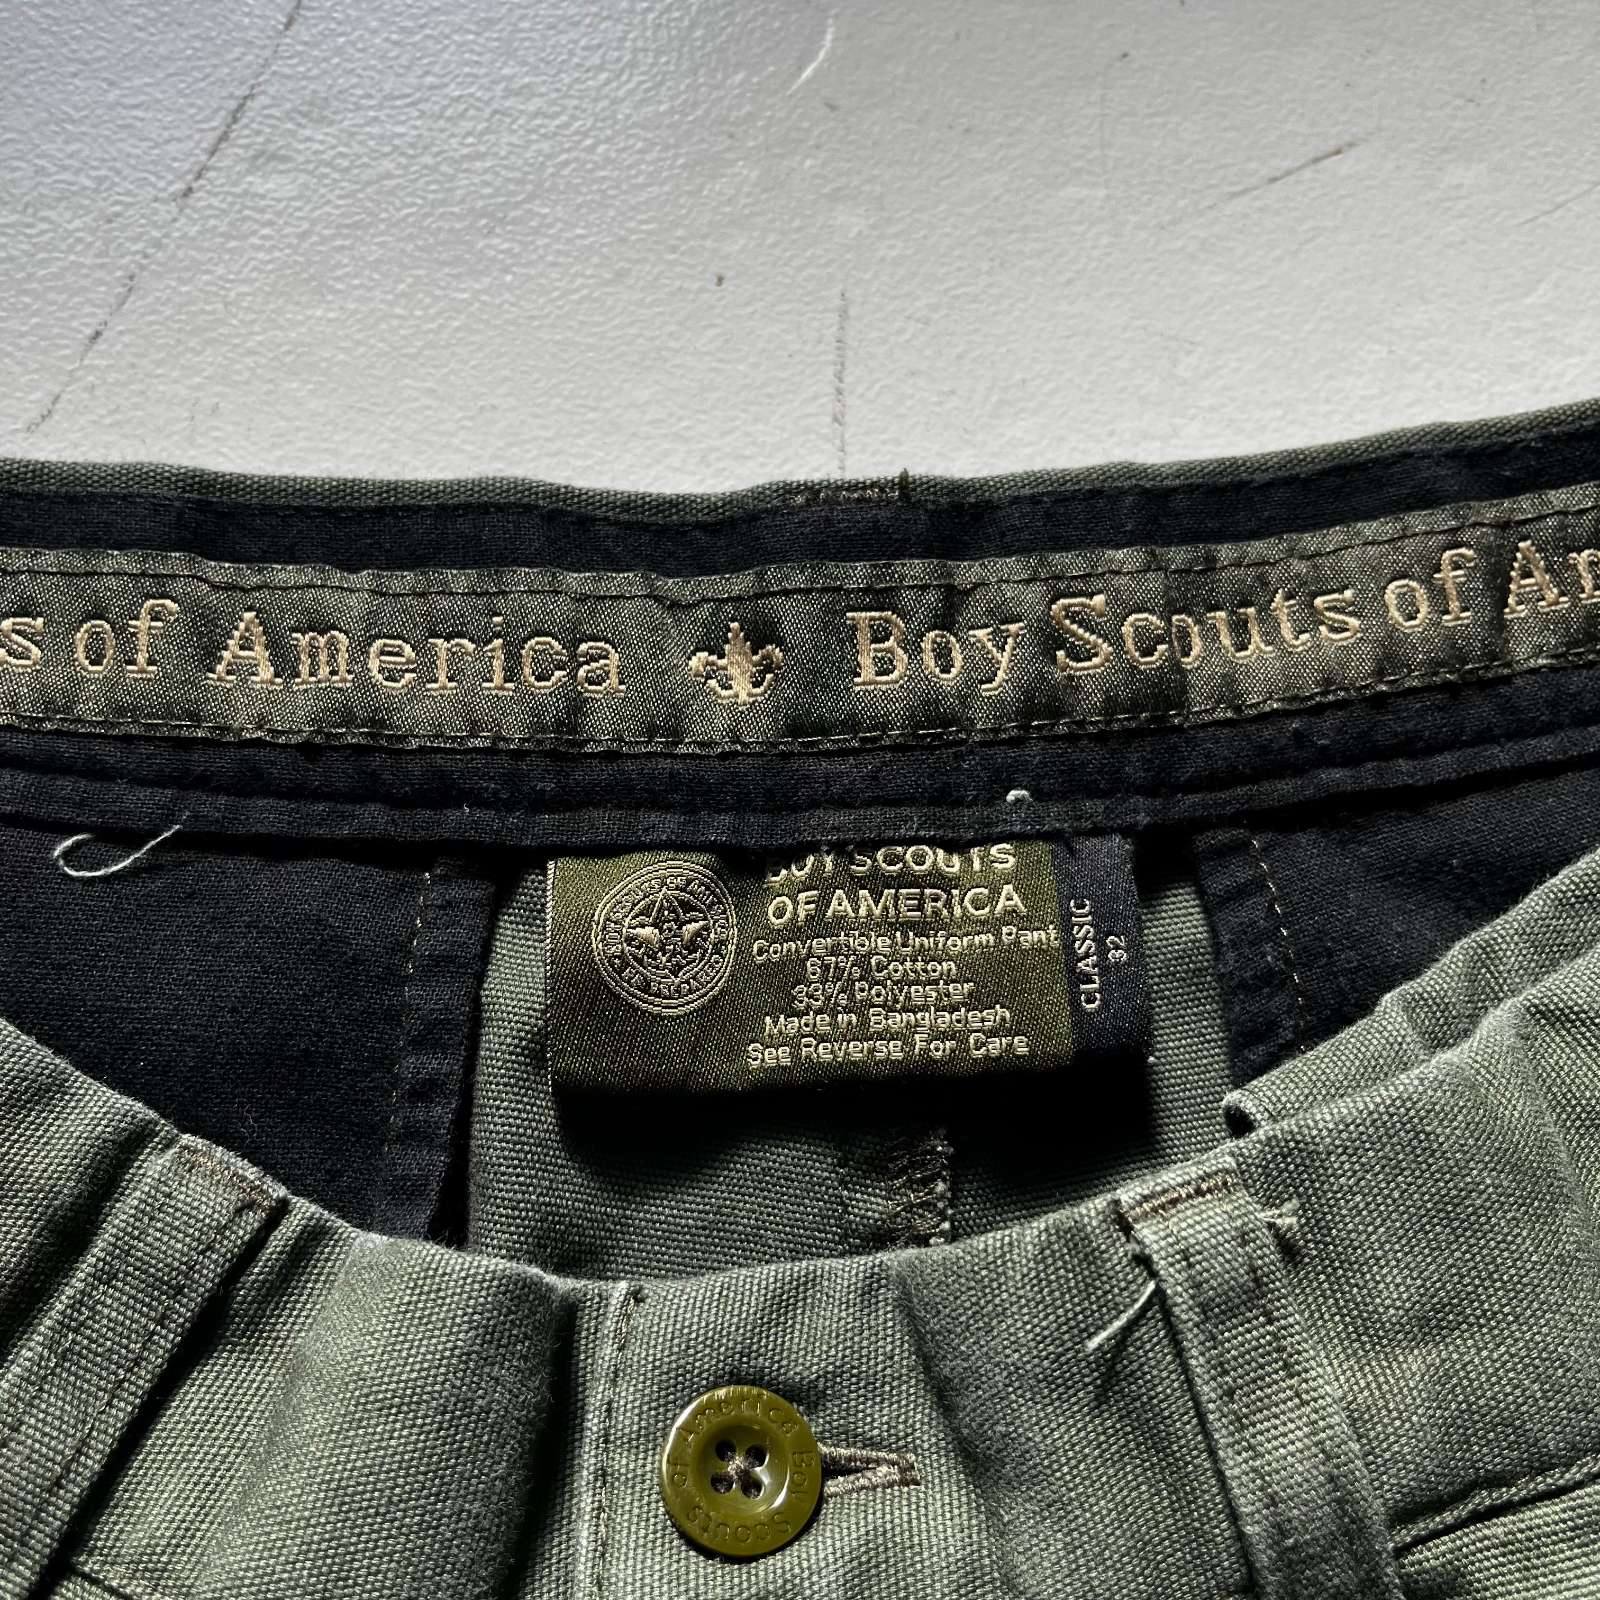 s of America Boy Scouts of Am
BOY SCOUTS
OF AMERICA
Convertible Uniform Pant
67% Cotton
33% Polyester
Made in Bangladesh
See Reverse For Care
CLASSIC
32
Boy Scouts of America